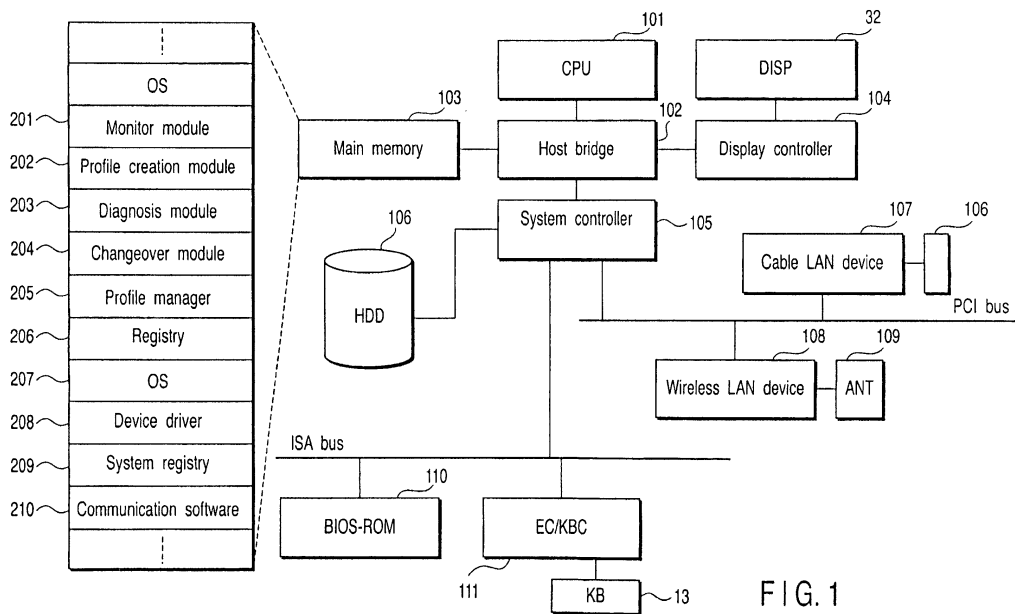 OS
201
Monitor module
202
Profile creation module
203
Diagnosis module
204
Changeover module
205
Profile manager
206
Registry
207
OS
208
Device driver
209
System registry
210
Communication software
103
Main memory
101
CPU
102
Host bridge
32
DISP
104
Display controller
System controller
105
106
HDD
107
Cable LAN device
106
PCI bus
108
Wireless LAN device
109
ANT
ISA bus
110
BIOS-ROM
EC/KBC
111
KB
13
FIG. 1